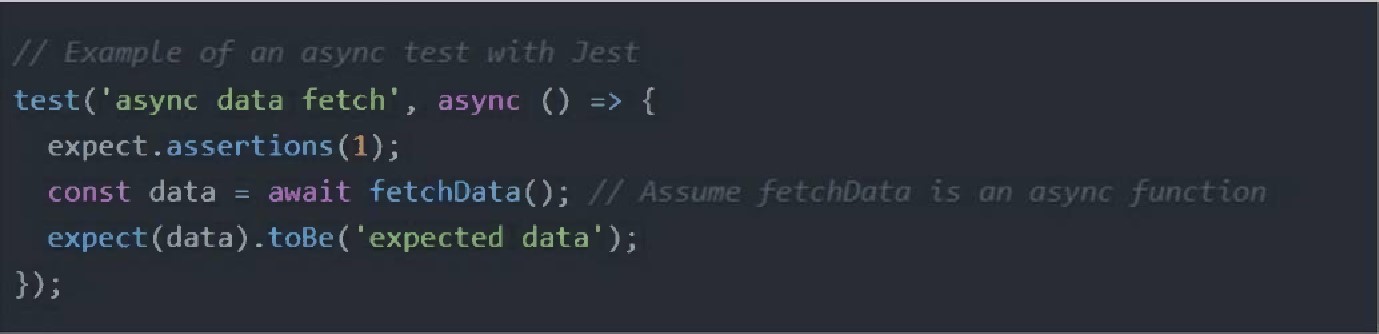 // Example of an async test with Jest
test('async data fetch', async () => {
  expect.assertions(1);
  const data = await fetchData(); // Assume fetchData is an async function
  expect(data).toBe('expected data');
});